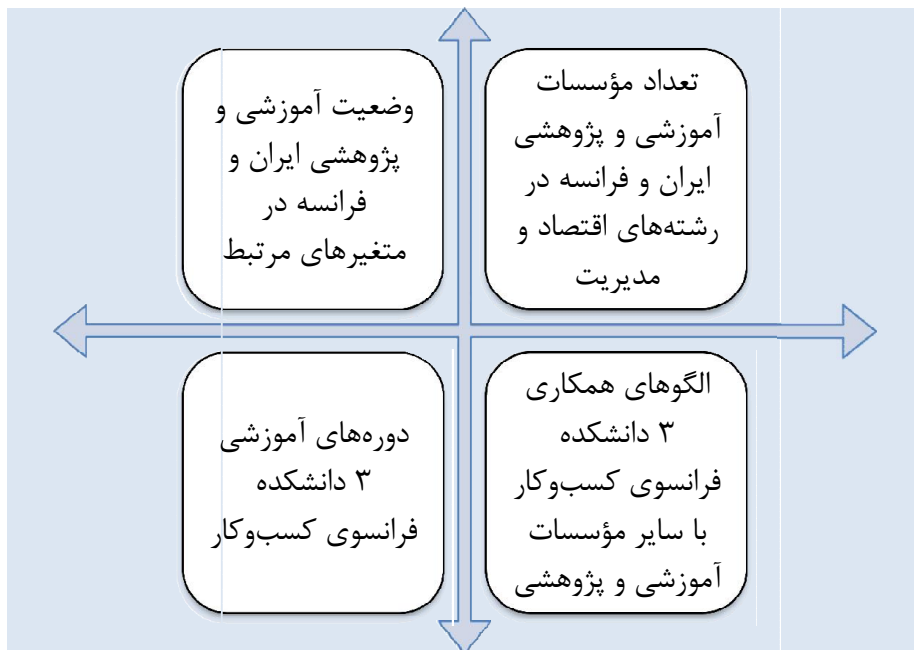 تعداد مؤسسات
آموزشی و پژوهشی
ایران و فرانسه در
رشته‌های اقتصاد و
مدیریت
وضعیت آموزشی و
پژوهشی ایران و
فرانسه در
متغیرهای مرتبط
الگوهای همکاری
۳ دانشکده
فرانسوی کسب‌وکار
با سایر مؤسسات
آموزشی و پژوهشی
دوره‌های آموزشی
۳ دانشکده
فرانسوی کسب‌وکار